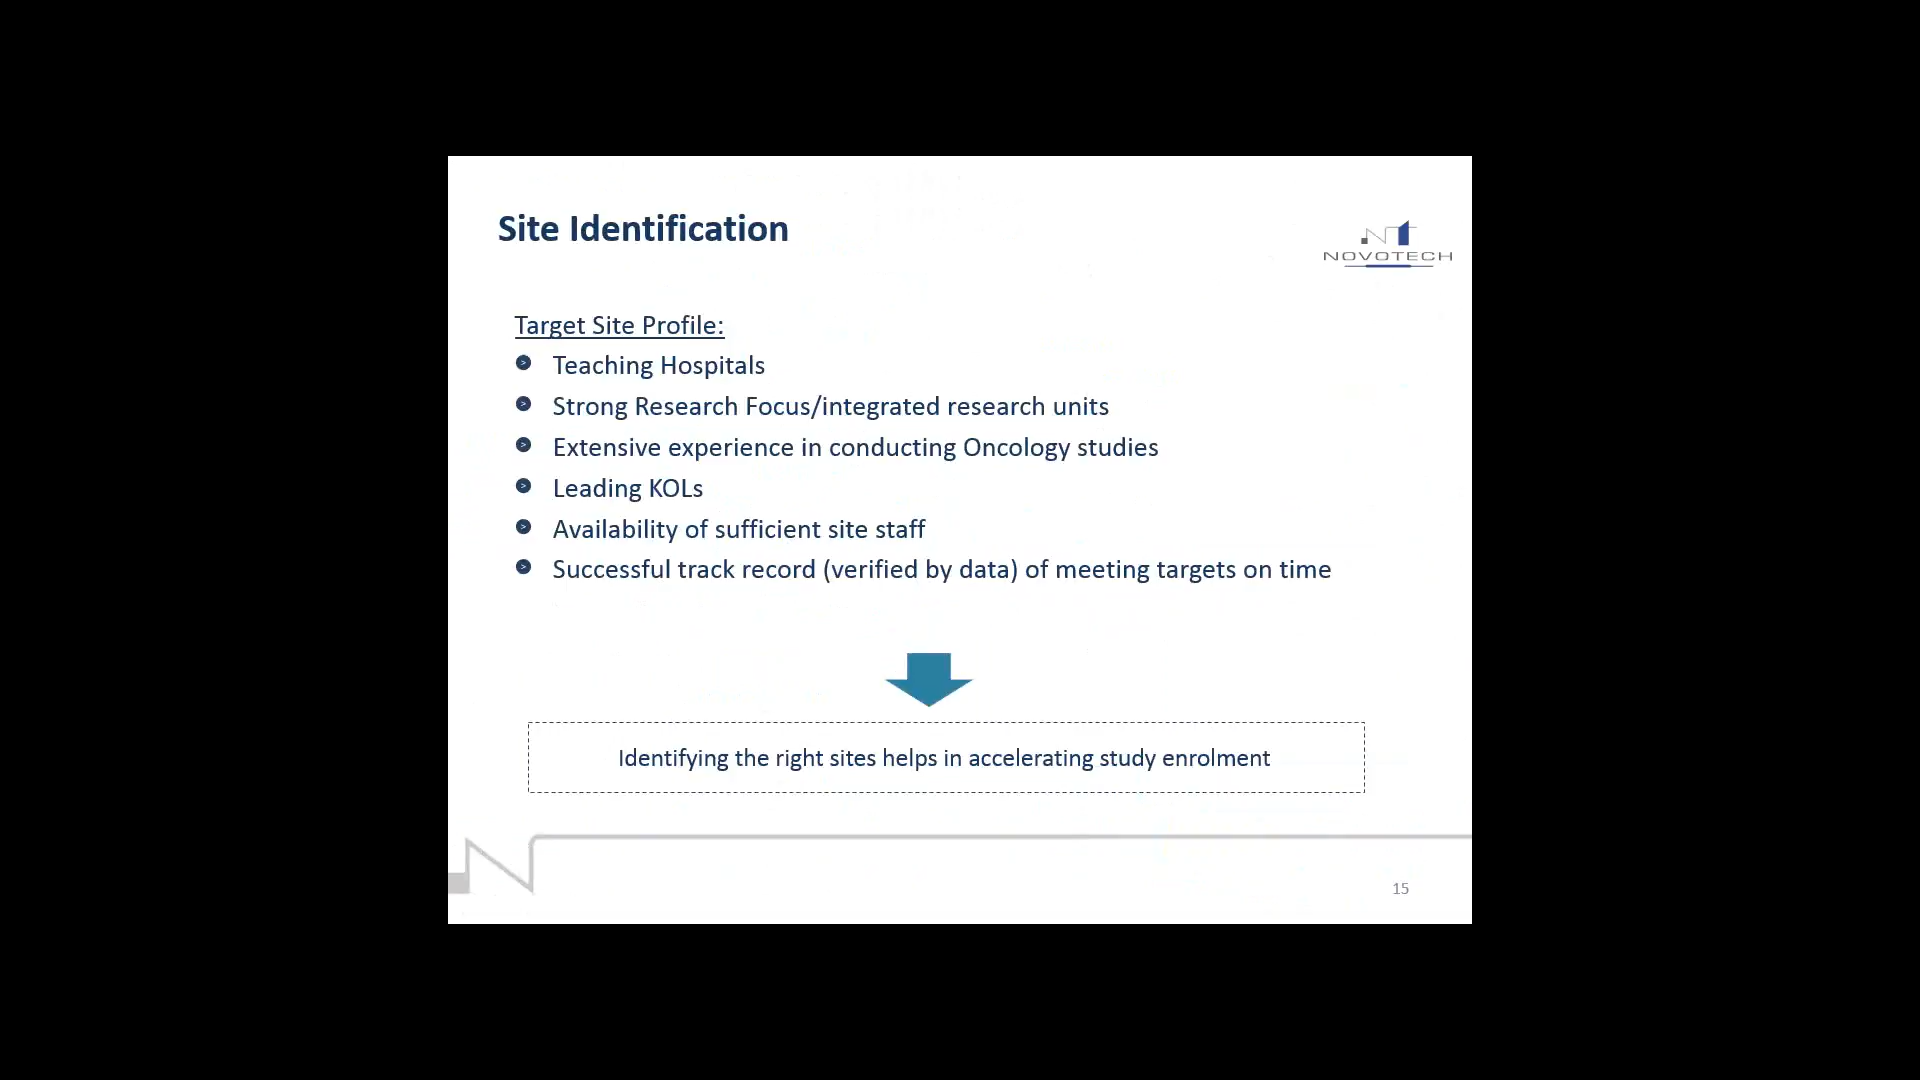 Site Identification
NOVOTECH
Target Site Profile:
Teaching Hospitals
Strong Research Focus/integrated research units
Extensive experience in conducting Oncology studies
Leading KOLs
Availability of sufficient site staff
Successful track record (verified by data) of meeting targets on time
Identifying the right sites helps in accelerating study enrolment
15